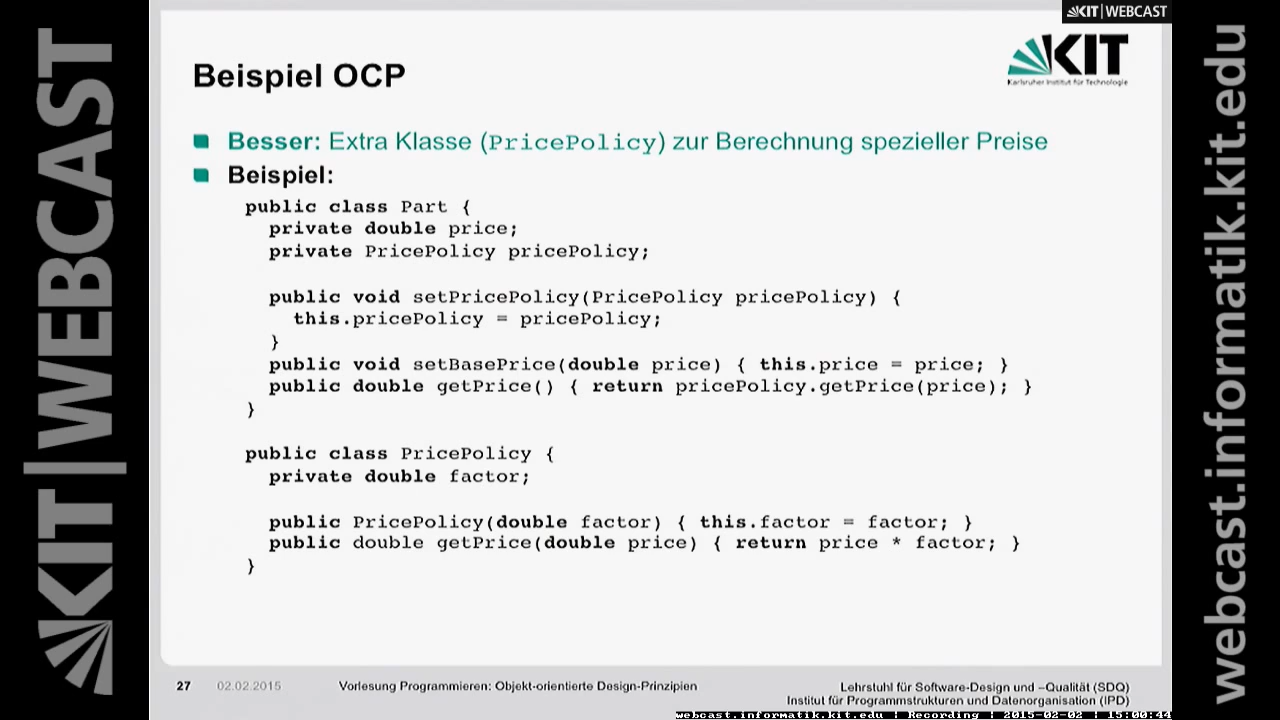 KIT|WEBCAST
KIT|WEBCAST
KIT
Karlsruher Institut für Technologie
Beispiel OCP
Besser: Extra Klasse (PricePolicy) zur Berechnung spezieller Preise
Beispiel:
public class Part {
private double price;
private PricePolicy pricePolicy;
public void setPricePolicy(PricePolicy pricePolicy) {
this.pricePolicy = pricePolicy;
}
public void setBasePrice(double price) { this.price = price; }
public double getPrice() { return pricePolicy.getPrice(price); }
}
public class PricePolicy {
private double factor;
public PricePolicy(double factor) { this.factor = factor; }
public double getPrice(double price) { return price * factor; }
}
27 02.02.2015 Vorlesung Programmieren: Objekt-orientierte Design-Prinzipien
Lehrstuhl für Software-Design und –Qualität (SDQ)
Institut für Programmstrukturen und Datenorganisation (IPD)
webcast.informatik.kit.edu | Recording | 2015-02-02 | 15:00:44
webcast.informatik.kit.edu